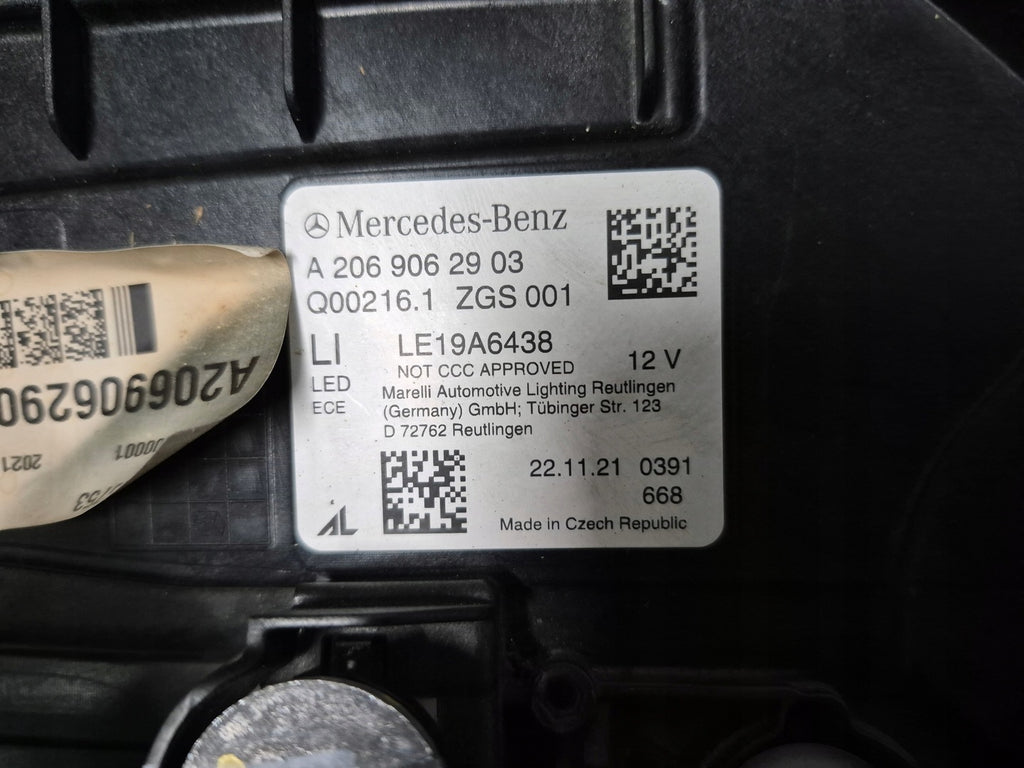 Mercedes-Benz
A 206 906 29 03
Q00216.1 ZGS 001
LI LE19A6438
NOT CCC APPROVED 12 V
LED
ECE
Marelli Automotive Lighting Reutlingen
(Germany) GmbH; Tübinger Str. 123
D 72762 Reutlingen
22.11.21 0391
668
AL
Made in Czech Republic
A206906290
0001
2021